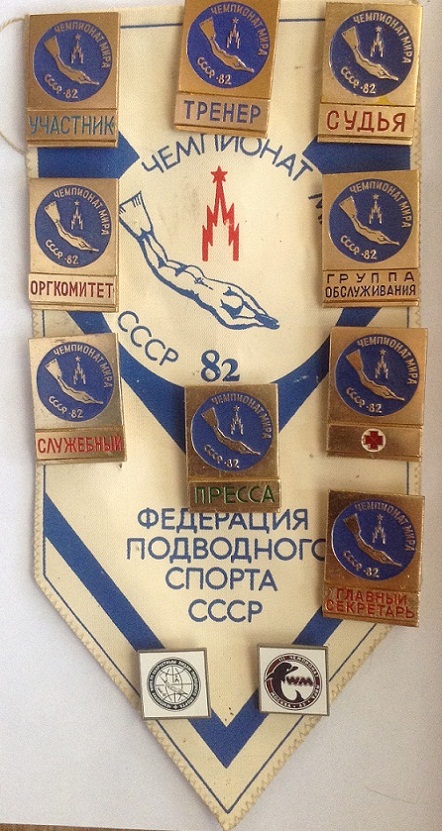 ЧЕМПИОНАТ МИРА
СССР-82
УЧАСТНИК
ЧЕМПИОНАТ МИРА
СССР-82
ТРЕНЕР
ЧЕМПИОНАТ МИРА
СССР-82
СУДЬЯ
ЧЕМПИОНАТ
СССР 82
ЧЕМПИОНАТ МИРА
СССР-82
ОРГКОМИТЕТ
ЧЕМПИОНАТ МИРА
СССР-82
ГРУППА
ОБСЛУЖИВАНИЯ
ЧЕМПИОНАТ МИРА
СССР-82
СЛУЖЕБНЫЙ
ЧЕМПИОНАТ МИРА
СССР-82
ЧЕМПИОНАТ МИРА
СССР-82
ПРЕССА
ЧЕМПИОНАТ МИРА
СССР-82
ГЛАВНЫЙ
СЕКРЕТАРЬ
ФЕДЕРАЦИЯ
ПОДВОДНОГО
СПОРТА
СССР
ЧЕМПИОНАТ
WM